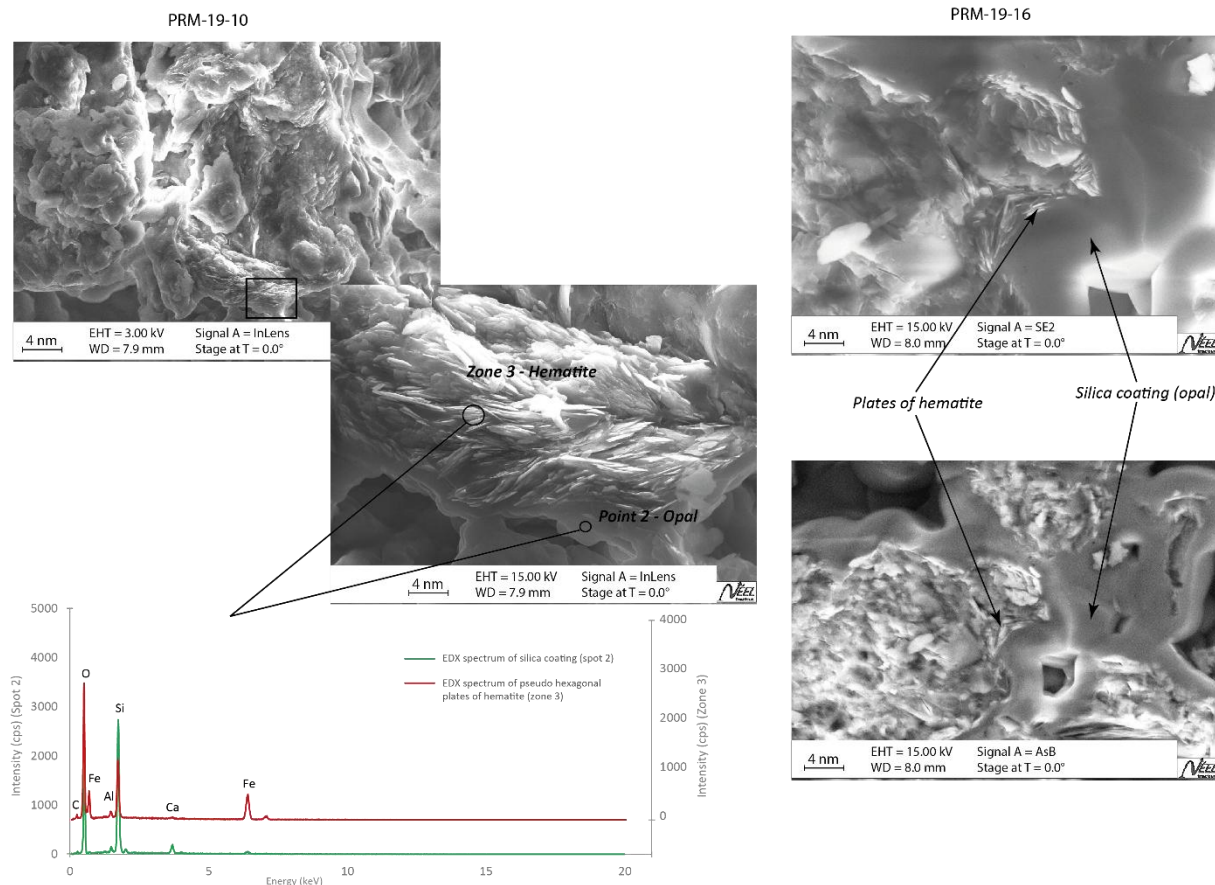 PRM-19-10
PRM-19-16
4 nm
EHT = 3.00 kV Signal A = InLens
WD = 7.9 mm Stage at T = 0.0°
4 nm
EHT = 15.00 kV Signal A = SE2
WD = 8.0 mm Stage at T = 0.0°
NEEL
Zone 3 - Hematite
Point 2 - Opal
4 nm
EHT = 15.00 kV Signal A = InLens
WD = 7.9 mm Stage at T = 0.0°
NEEL
Plates of hematite
Silica coating (opal)
4 nm
EHT = 15.00 kV Signal A = AsB
WD = 8.0 mm Stage at T = 0.0°
NEEL
EDX spectrum of silica coating (spot 2)
EDX spectrum of pseudo hexagonal
plates of hematite (zone 3)
Intensity (cps) (Spot 2)
5000
4000
3000
2000
1000
0
Intensity (cps) (Zone 3)
4000
3000
2000
1000
0
C
O
Fe
Al
Si
Ca
Fe
0 5 10 15 20
Energy (keV)